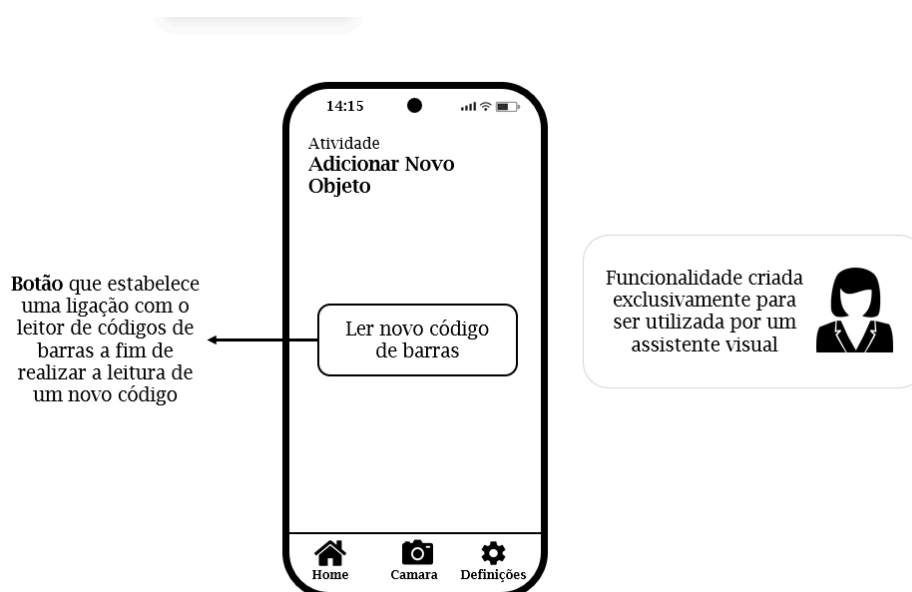 14:15
Atividade
Adicionar Novo
Objeto
Botão que estabelece
uma ligação com o
leitor de códigos de
barras a fim de
realizar a leitura de
um novo código
Ler novo código
de barras
Funcionalidade criada
exclusivamente para
ser utilizada por um
assistente visual
Home
Camara
Definições